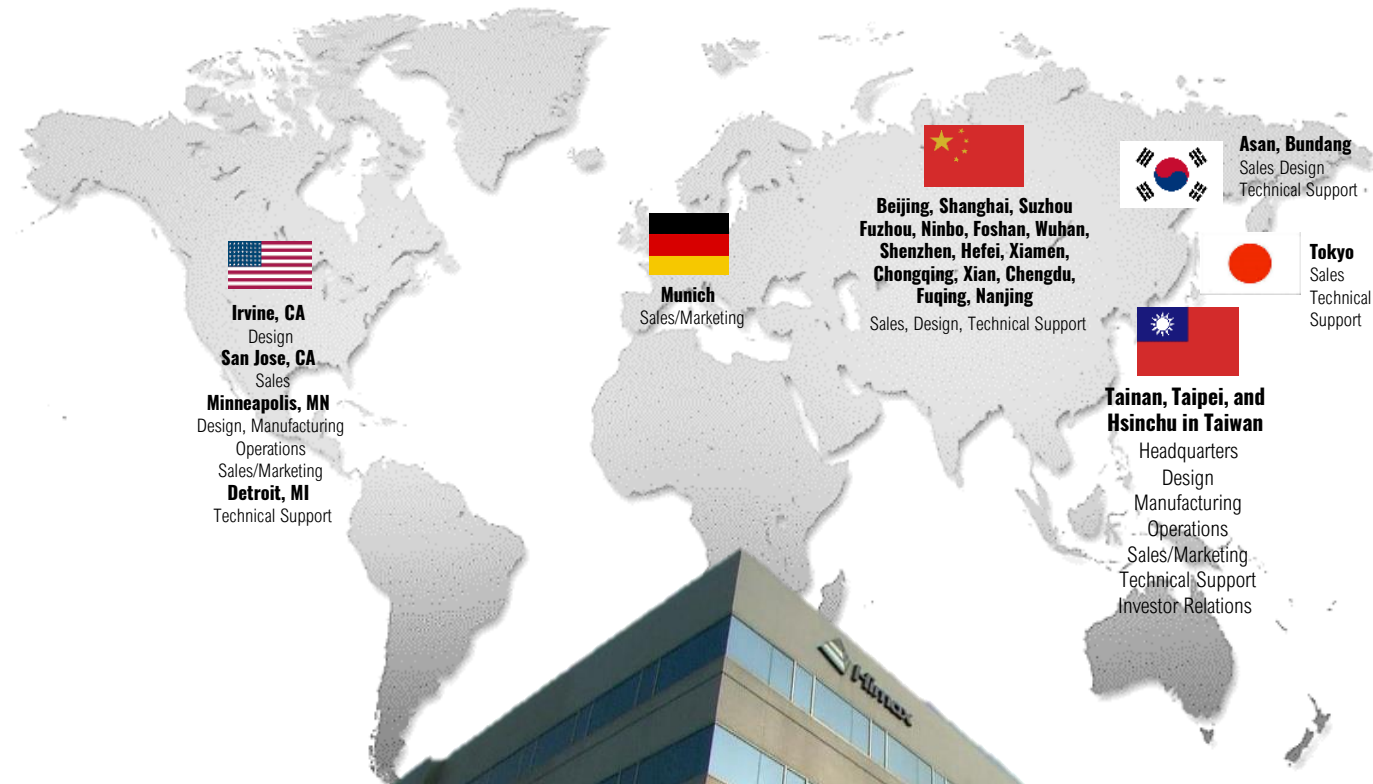 Irvine, CA
Design
San Jose, CA
Sales
Minneapolis, MN
Design, Manufacturing
Operations
Sales/Marketing
Detroit, MI
Technical Support
Munich
Sales/Marketing
Beijing, Shanghai, Suzhou
Fuzhou, Ninbo, Foshan, Wuhan,
Shenzhen, Hefei, Xiamen,
Chongqing, Xian, Chengdu,
Fuqing, Nanjing
Sales, Design, Technical Support
Asan, Bundang
Sales Design
Technical Support
Tokyo
Sales
Technical
Support
Tainan, Taipei, and
Hsinchu in Taiwan
Headquarters
Design
Manufacturing
Operations
Sales/Marketing
Technical Support
Investor Relations
Himax